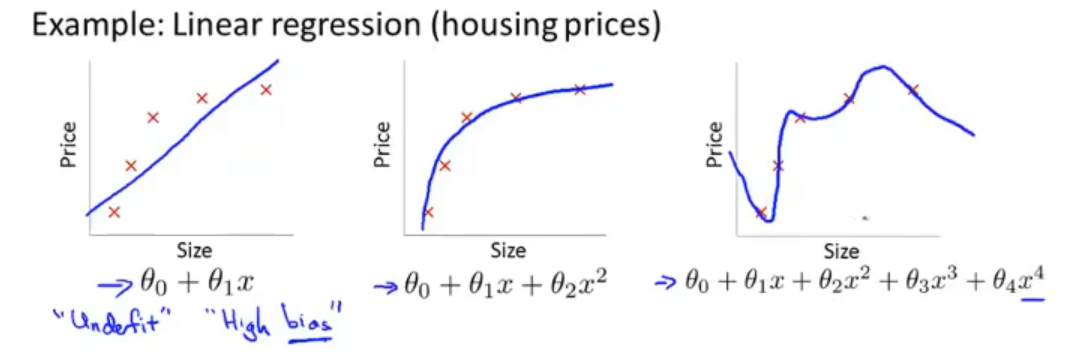 Example: Linear regression (housing prices)
Price
Size
Price
Size
Price
Size
→ θ₀ + θ₁x
→ θ₀ + θ₁x + θ₂x²
→ θ₀ + θ₁x + θ₂x² + θ₃x³ + θ₄x⁴
"Underfit" "High bias"